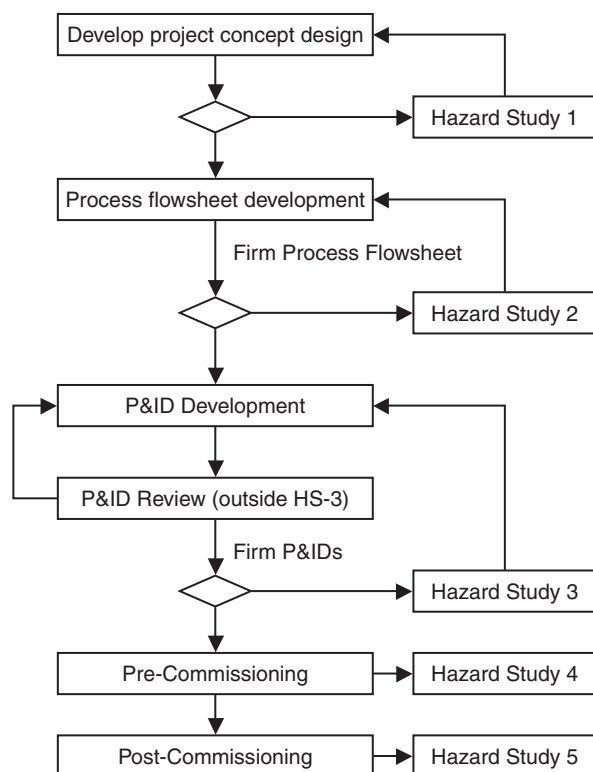 Develop project concept design
Hazard Study 1
Process flowsheet development
Firm Process Flowsheet
Hazard Study 2
P&ID Development
P&ID Review (outside HS-3)
Firm P&IDs
Hazard Study 3
Pre-Commissioning
Hazard Study 4
Post-Commissioning
Hazard Study 5